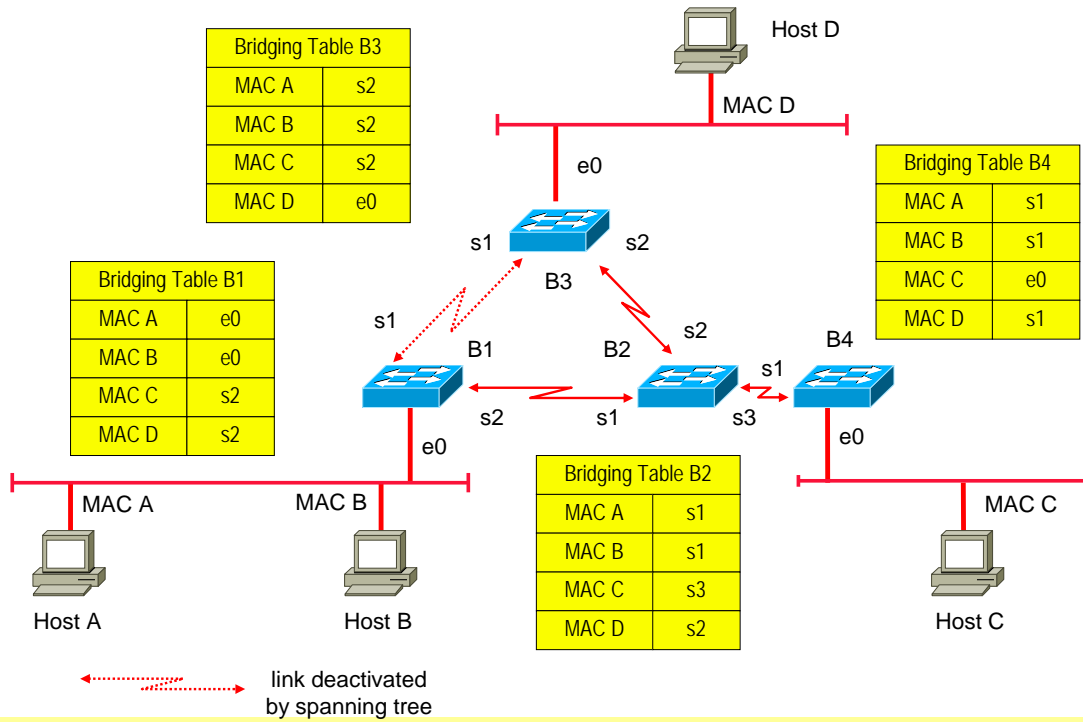 Host D
Bridging Table B3
MAC A s2
MAC B s2
MAC C s2
MAC D e0
MAC D
e0
Bridging Table B4
MAC A s1
MAC B s1
MAC C e0
MAC D s1
s1
s2
B3
Bridging Table B1
MAC A e0
MAC B e0
MAC C s2
MAC D s2
s1
s2
B1
B2
B4
s1
s2
s1
s3
e0
e0
MAC A
MAC B
Bridging Table B2
MAC A s1
MAC B s1
MAC C s3
MAC D s2
MAC C
Host A
Host B
Host C
link deactivated
by spanning tree